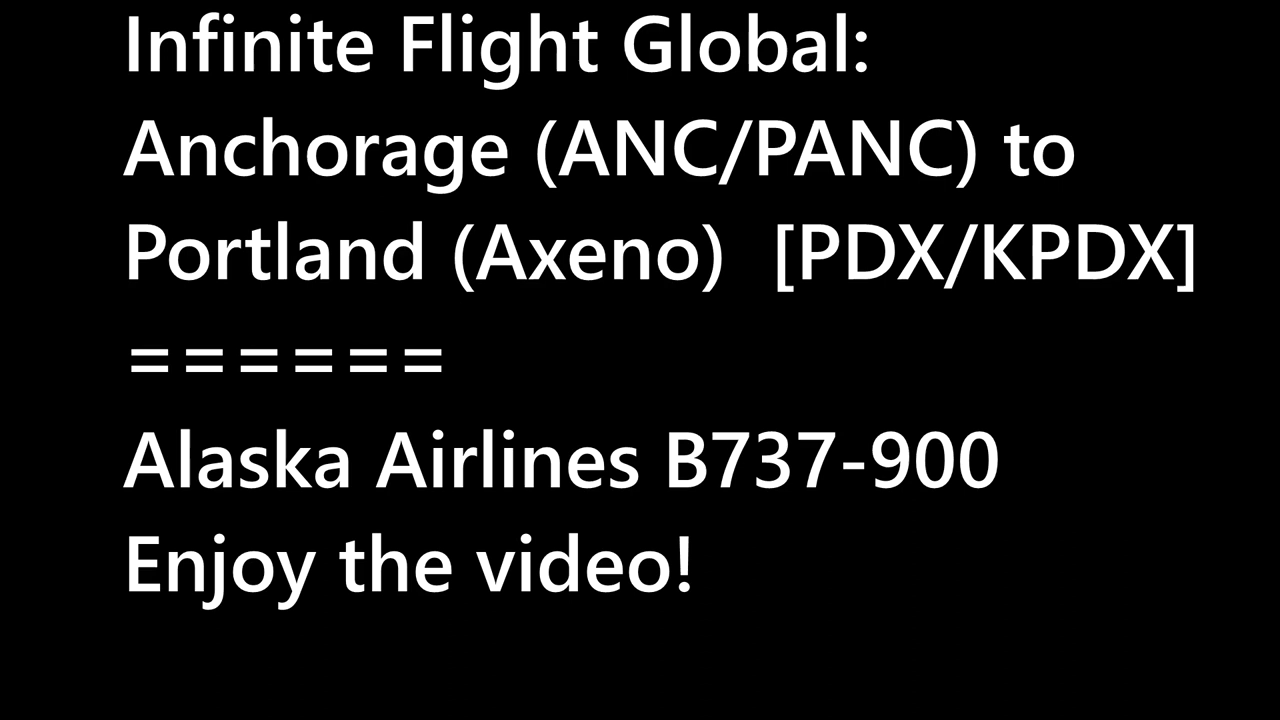 Infinite Flight Global:
Anchorage (ANC/PANC) to
Portland (Axeno)  [PDX/KPDX]
======
Alaska Airlines B737-900
Enjoy the video!